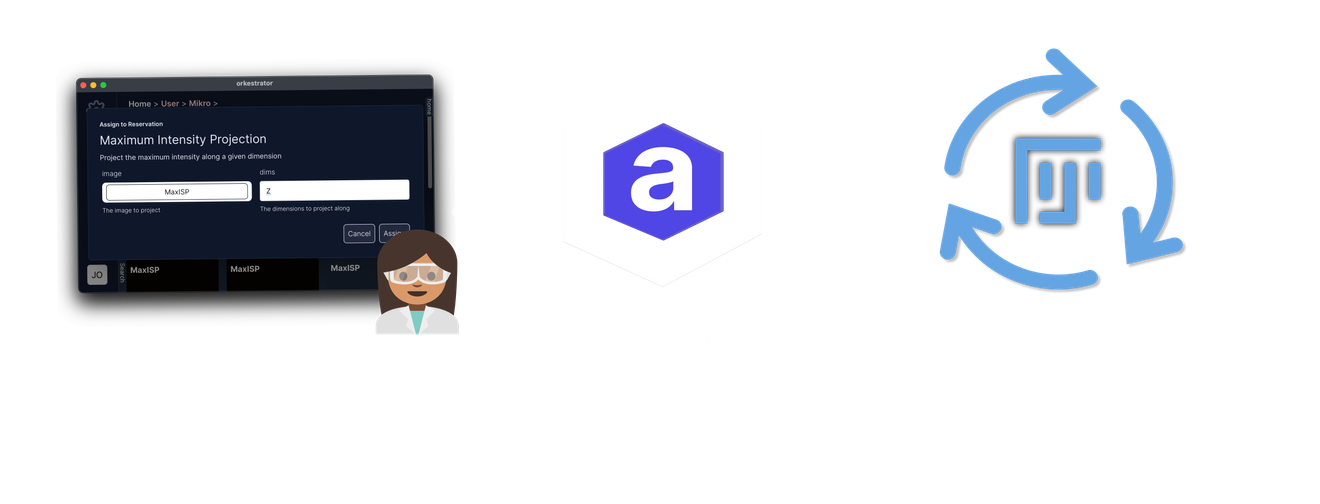 orkestrator
Home > User > Mikro >
home
Assign to Reservation
Maximum Intensity Projection
Project the maximum intensity along a given dimension
image
dims
MaxISP
Z
The image to project
The dimensions to project along
Cancel
JO
Search
MaxISP
MaxISP
MaxISP
a